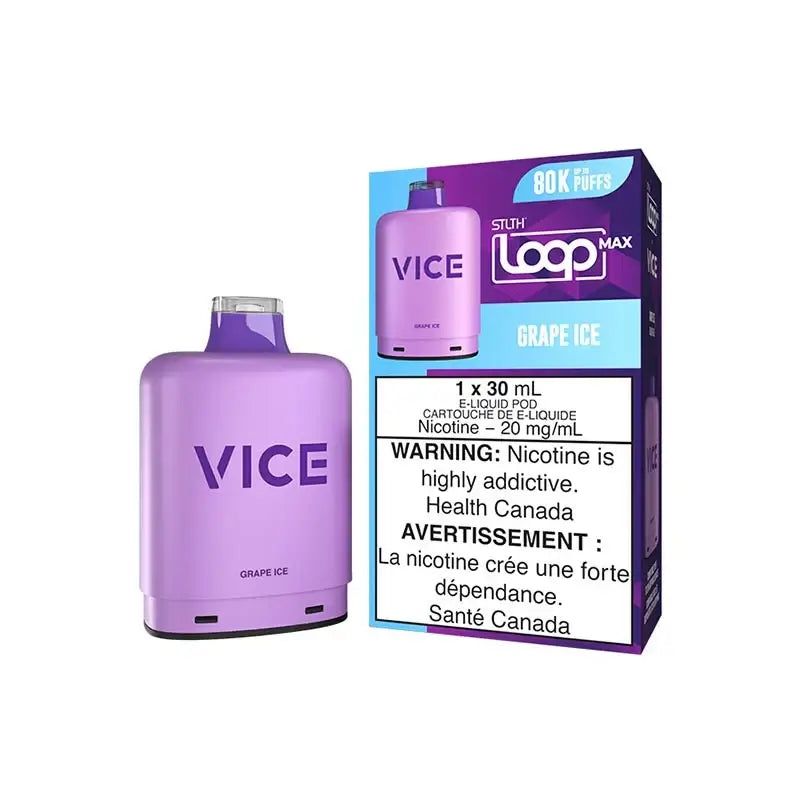 VICE
GRAPE ICE
80K UP TO PUFFS
STLTH
Loop MAX
VICE
GRAPE ICE
GRAPE ICE
1 x 30 mL
E-LIQUID POD
CARTOUCHE DE E-LIQUIDE
Nicotine – 20 mg/mL
WARNING: Nicotine is
highly addictive.
Health Canada
AVERTISSEMENT :
La nicotine crée une forte
dépendance.
Santé Canada
VICE
VICE